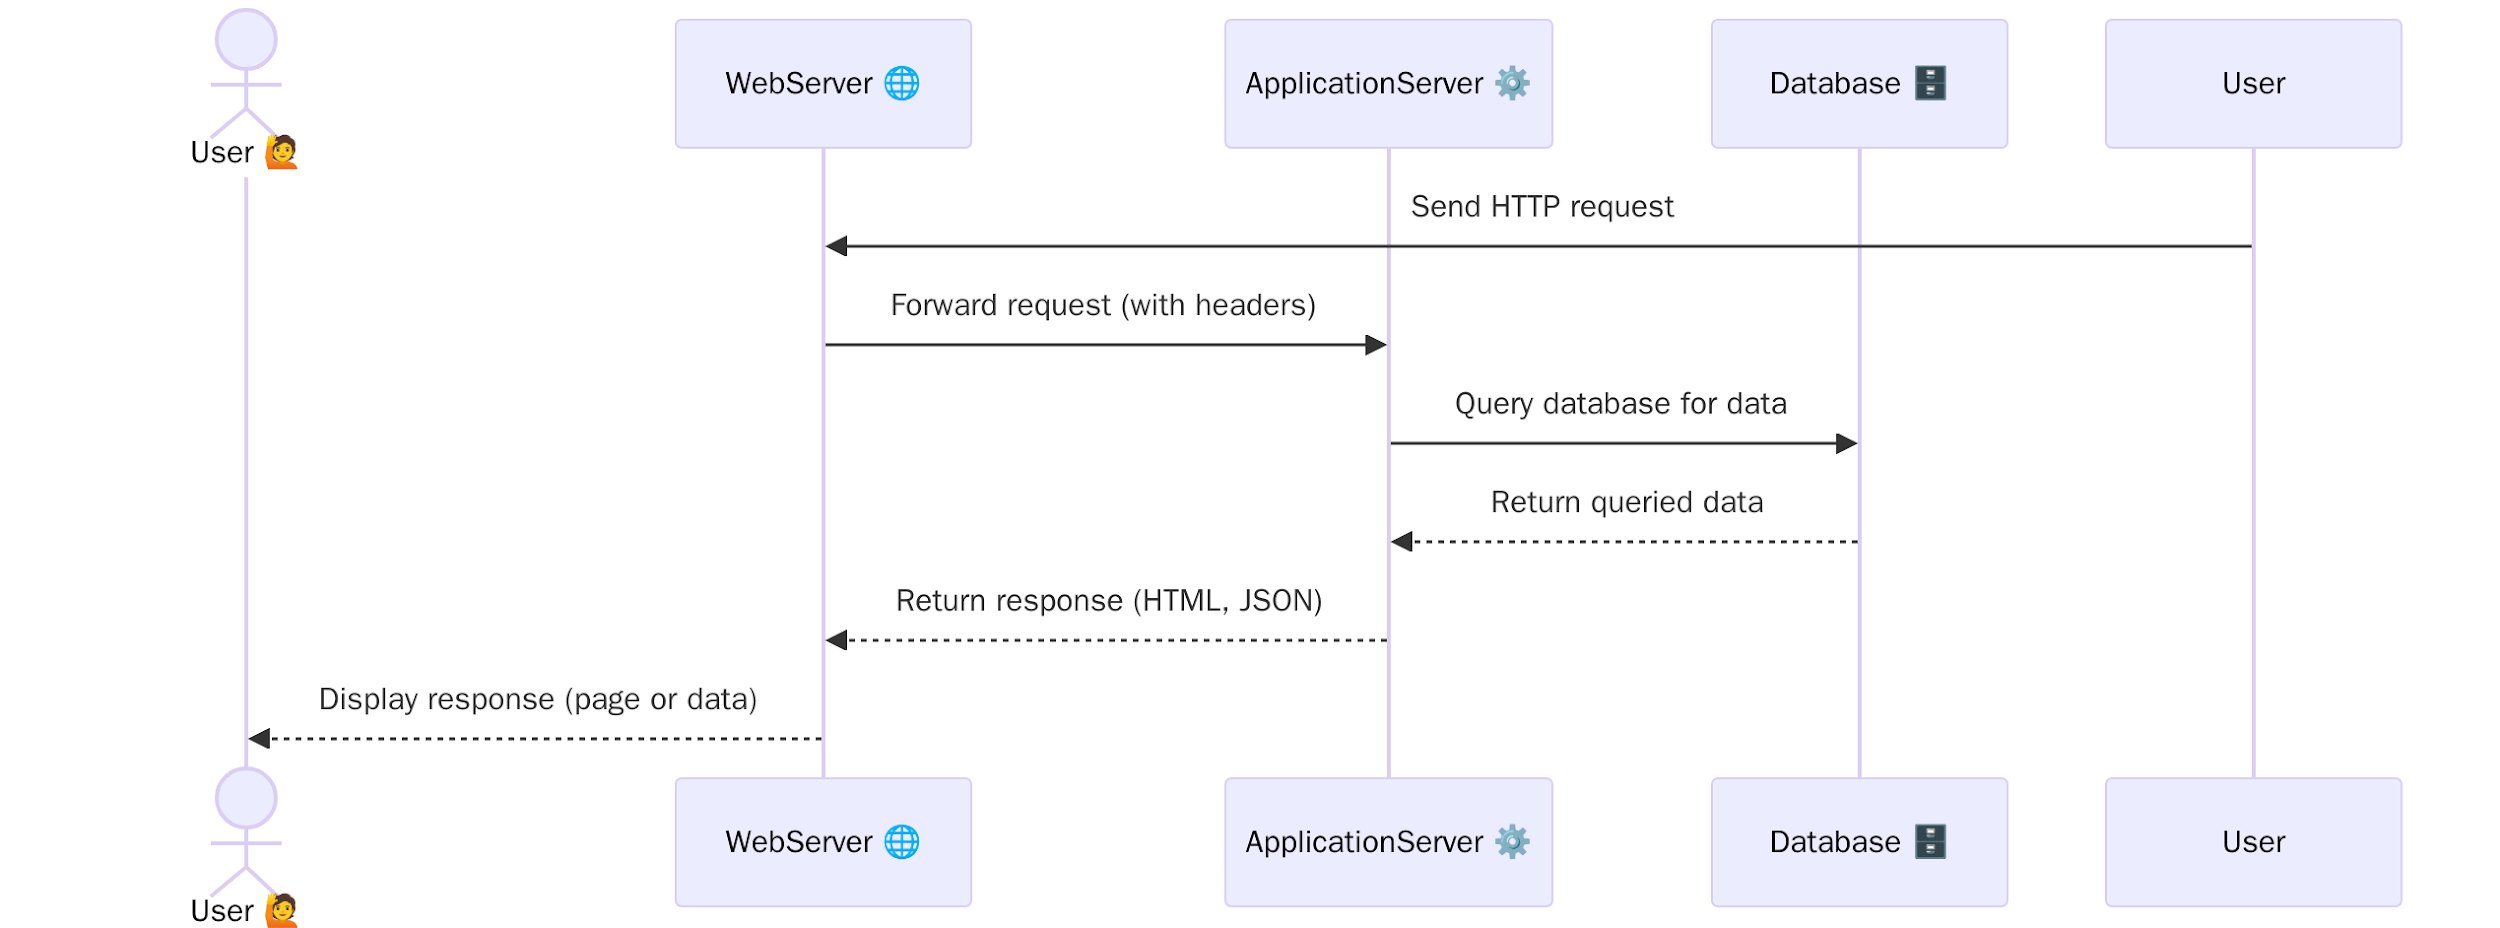 User 🙋
WebServer 🌐
ApplicationServer ⚙️
Database 🗄️
User
Send HTTP request
Forward request (with headers)
Query database for data
Return queried data
Return response (HTML, JSON)
Display response (page or data)
User 🙋
WebServer 🌐
ApplicationServer ⚙️
Database 🗄️
User